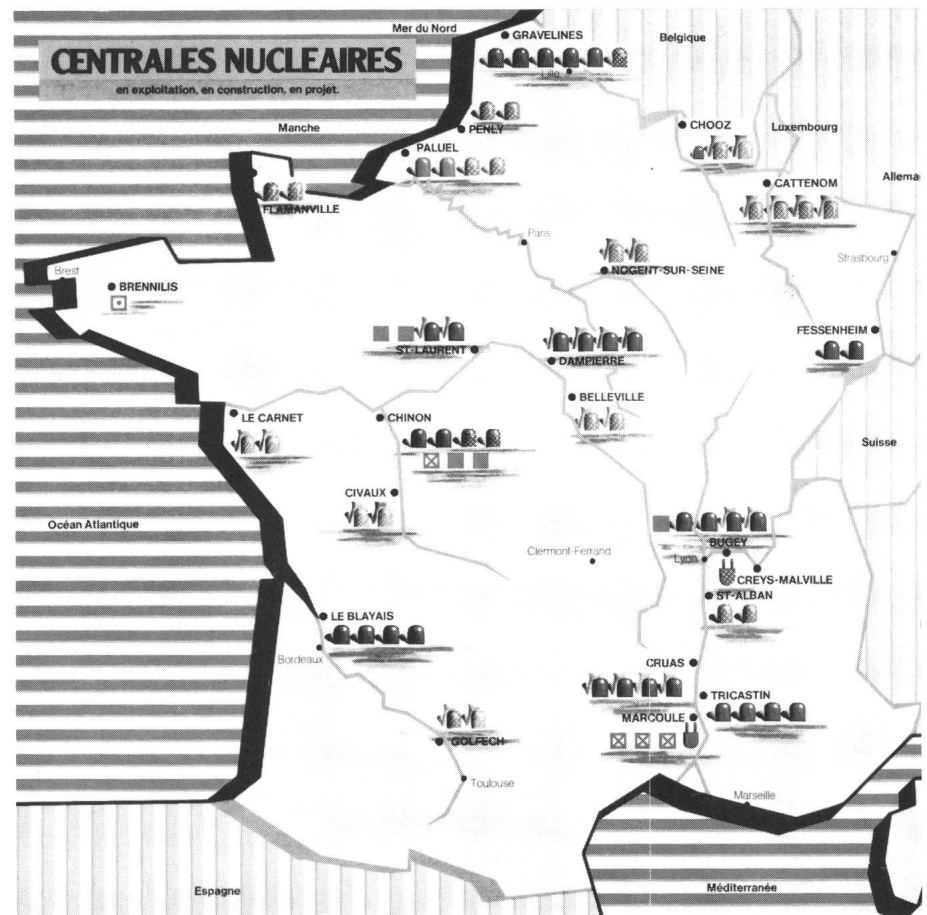 Mer du Nord
GRAVELINES
Belgique
CENTRALES NUCLEAIRES
en exploitation, en construction, en projet.
Lille
Manche
PENLY
CHOOZ
Luxembourg
PALUEL
CATTENOM
Allema
FLAMANVILLE
Paris
Strasbourg
Brest
BRENNILIS
NOGENT-SUR-SEINE
FESSENHEIM
ST-LAURENT
DAMPIERRE
BELLEVILLE
LE CARNET
CHINON
Suisse
CIVAUX
Océan Atlantique
Clermont-Ferrand
BUGEY
Lyon
CREYS-MALVILLE
ST-ALBAN
LE BLAYAIS
Bordeaux
CRUAS
TRICASTIN
MARCOULE
GOLFECH
Toulouse
Marseille
Espagne
Méditerranée